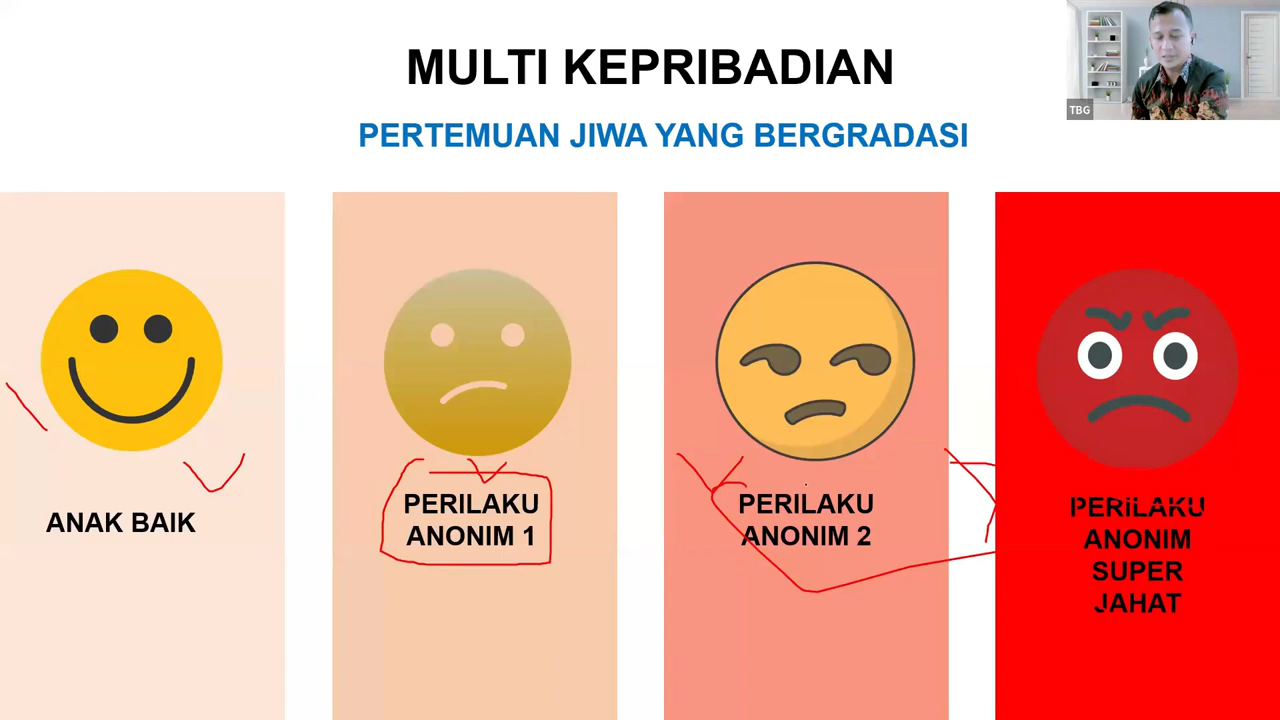 MULTI KEPRIBADIAN
PERTEMUAN JIWA YANG BERGRADASI
TBG
ANAK BAIK
PERILAKU
ANONIM 1
PERILAKU
ANONIM 2
PERILAKU
ANONIM
SUPER
JAHAT